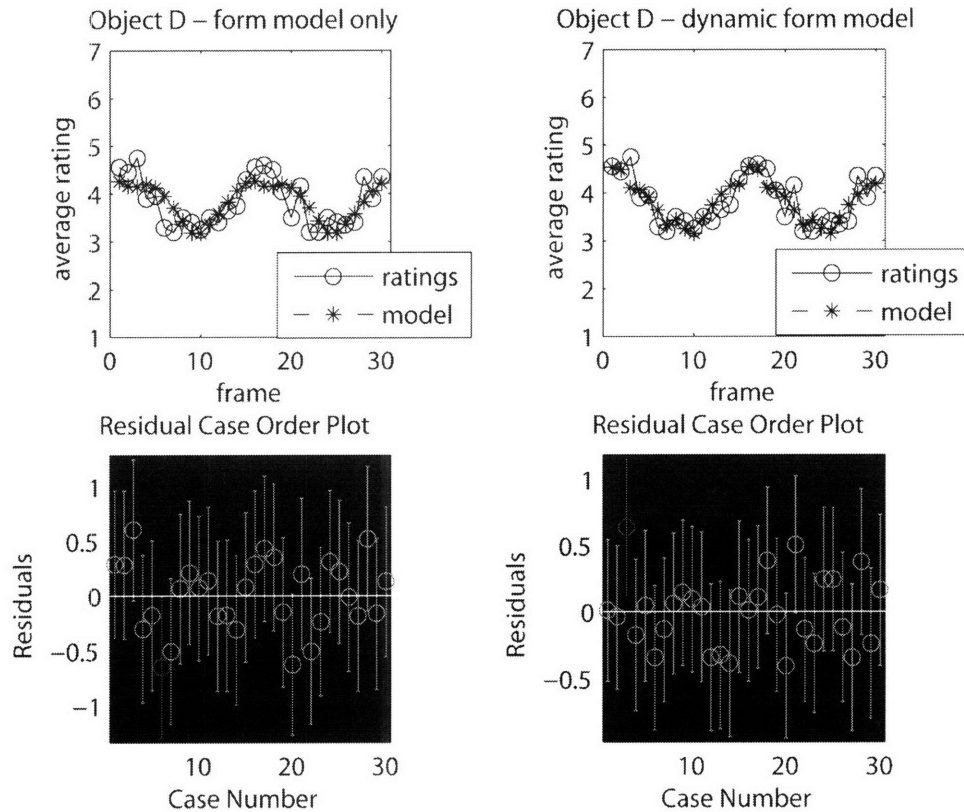 Object D – form model only
7
6
5
4
3
2
1
average rating
ratings
model
0 10 20 30
frame
Object D – dynamic form model
7
6
5
4
3
2
1
average rating
ratings
model
0 10 20 30
frame
Residual Case Order Plot
1
0.5
0
−0.5
−1
Residuals
10 20 30
Case Number
Residual Case Order Plot
1
0.5
0
−0.5
Residuals
10 20 30
Case Number